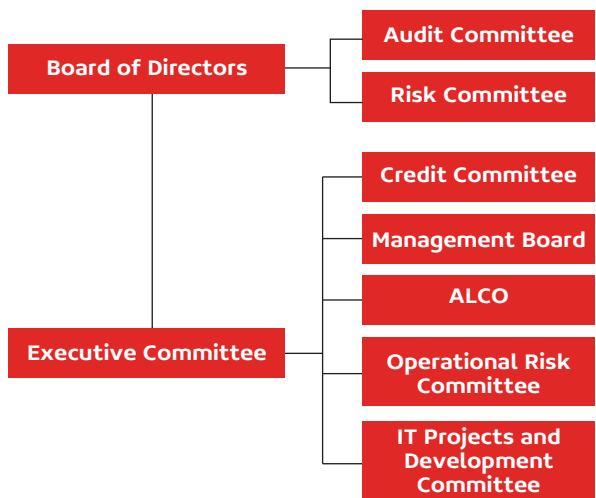 Board of Directors
Audit Committee
Risk Committee
Executive Committee
Credit Committee
Management Board
ALCO
Operational Risk
Committee
IT Projects and
Development
Committee